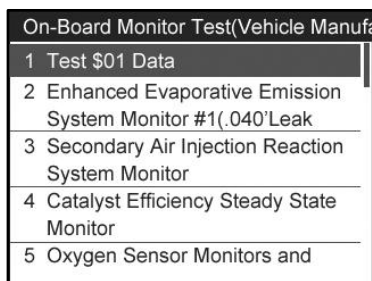 On-Board Monitor Test(Vehicle Manufa
1 Test $01 Data
2 Enhanced Evaporative Emission
System Monitor #1(.040'Leak
3 Secondary Air Injection Reaction
System Monitor
4 Catalyst Efficiency Steady State
Monitor
5 Oxygen Sensor Monitors and